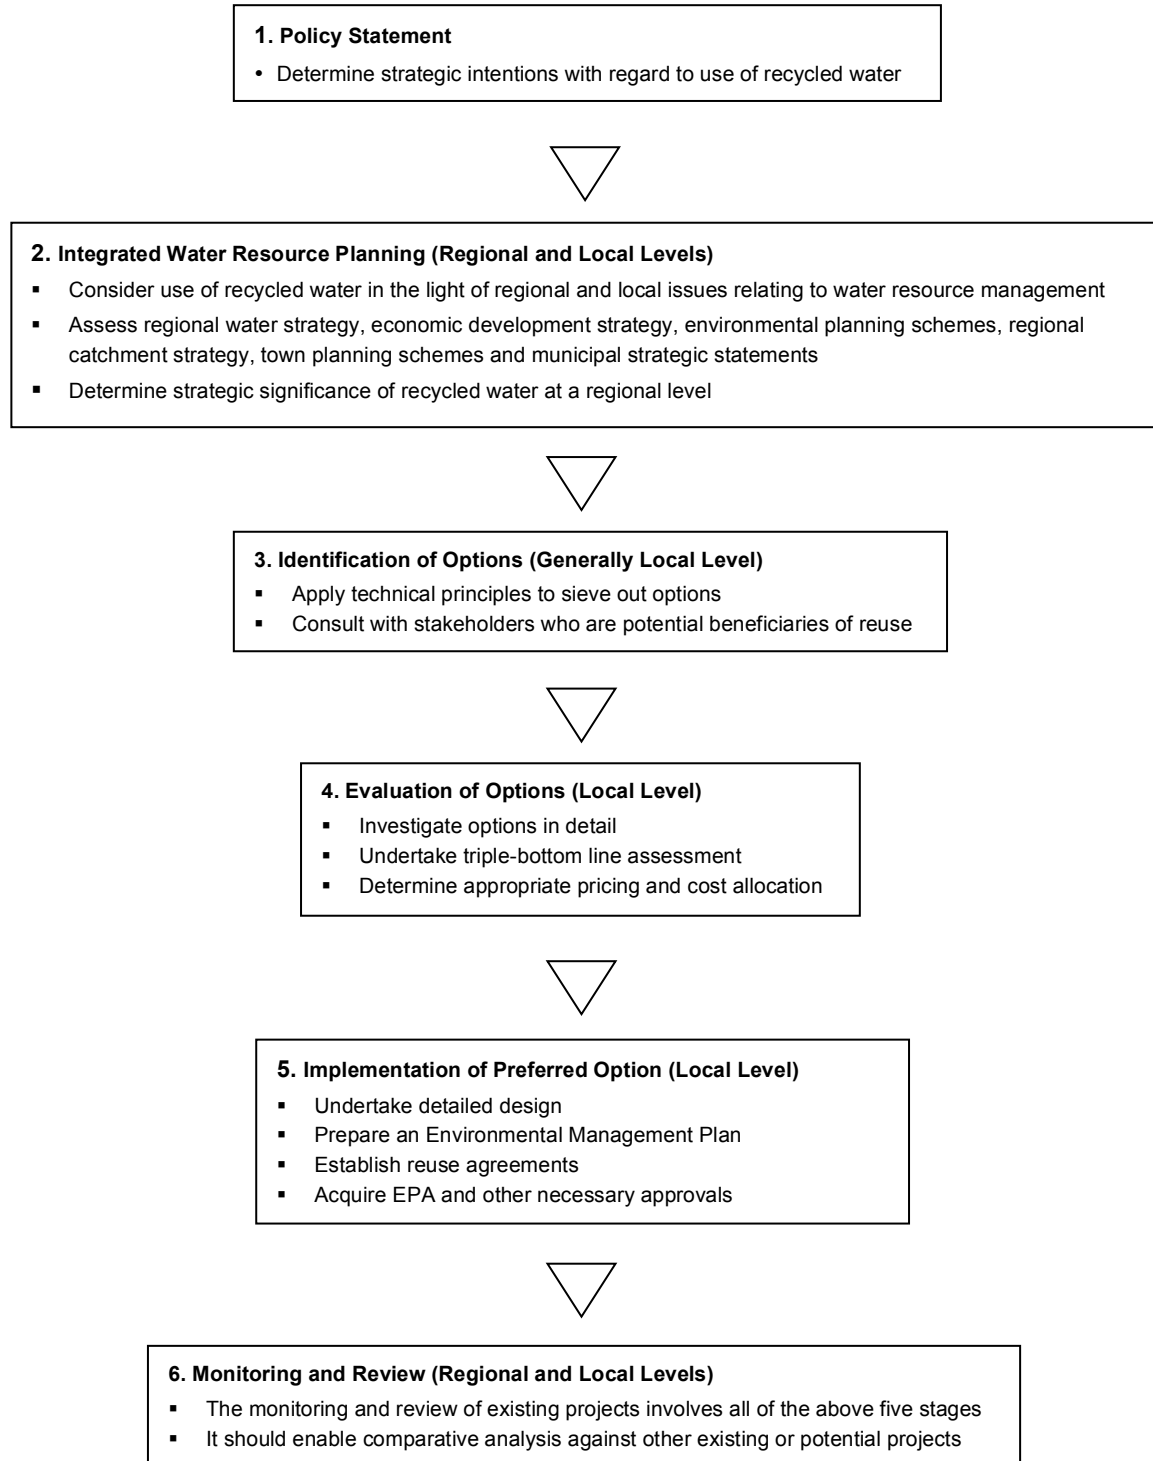 1. Policy Statement
• Determine strategic intentions with regard to use of recycled water
2. Integrated Water Resource Planning (Regional and Local Levels)
▪ Consider use of recycled water in the light of regional and local issues relating to water resource management
▪ Assess regional water strategy, economic development strategy, environmental planning schemes, regional
catchment strategy, town planning schemes and municipal strategic statements
▪ Determine strategic significance of recycled water at a regional level
3. Identification of Options (Generally Local Level)
▪ Apply technical principles to sieve out options
▪ Consult with stakeholders who are potential beneficiaries of reuse
4. Evaluation of Options (Local Level)
▪ Investigate options in detail
▪ Undertake triple-bottom line assessment
▪ Determine appropriate pricing and cost allocation
5. Implementation of Preferred Option (Local Level)
▪ Undertake detailed design
▪ Prepare an Environmental Management Plan
▪ Establish reuse agreements
▪ Acquire EPA and other necessary approvals
6. Monitoring and Review (Regional and Local Levels)
▪ The monitoring and review of existing projects involves all of the above five stages
▪ It should enable comparative analysis against other existing or potential projects